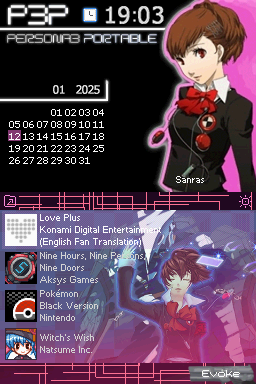 P3P
19:03
PERSONA3 PORTABLE
01 2025
01 02 03 04
05 06 07 08 09 10 11
12 13 14 15 16 17 18
19 20 21 22 23 24 25
26 27 28 29 30 31
Sanras
Love Plus
Konami Digital Entertainment
(English Fan Translation)
Nine Hours, Nine Persons,
Nine Doors
Aksys Games
Pokémon
Black Version
Nintendo
Witch's Wish
Natsume Inc.
Evoke